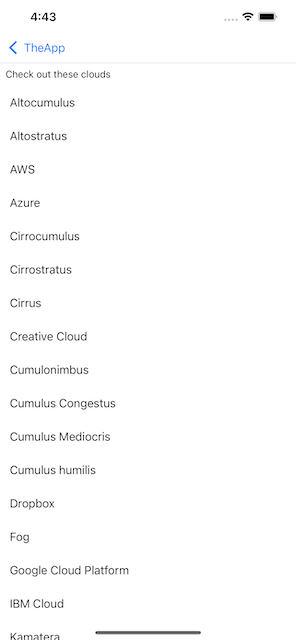 4:43
TheApp
Check out these clouds
Altocumulus
Altostratus
AWS
Azure
Cirrocumulus
Cirrostratus
Cirrus
Creative Cloud
Cumulonimbus
Cumulus Congestus
Cumulus Mediocris
Cumulus humilis
Dropbox
Fog
Google Cloud Platform
IBM Cloud
Kamatera